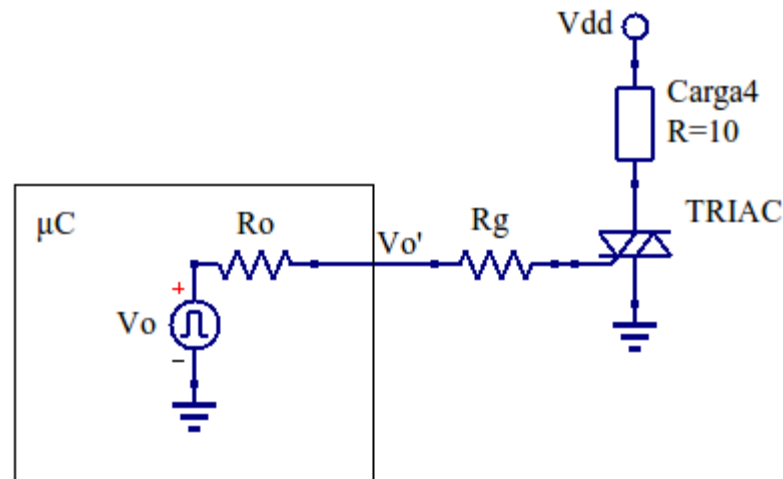 Vdd
Carga4
R=10
TRIAC
μC
Ro
Vo'
Rg
+
Vo
−